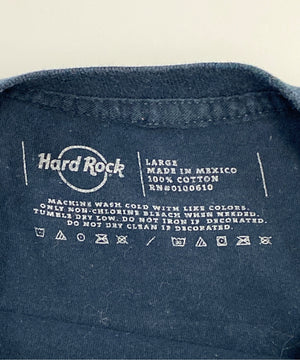 Hard Rock
LARGE
MADE IN MEXICO
100% COTTON
RN#0100610
MACHINE WASH COLD WITH LIKE COLORS.
ONLY NON-CHLORINE BLEACH WHEN NEEDED.
TUMBLE DRY LOW. DO NOT IRON IF DECORATED.
DO NOT DRY CLEAN IF DECORATED.